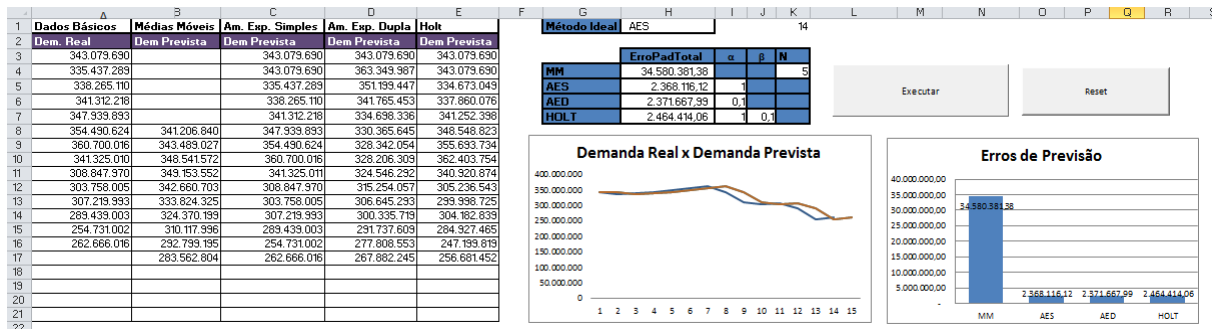 A B C D E F G H I J K L M N O P Q R S
1 Dados Básicos Médias Móveis Am. Exp. Simples Am. Exp. Dupla Holt Método Ideal AES 14
2 Dem. Real Dem Prevista Dem Prevista Dem Prevista Dem Prevista
3 343.079.690 343.079.690 343.079.690 343.079.690 ErroPadTotal α β N
4 335.437.289 343.079.690 363.349.987 343.079.690 MM 34.580.381,38 5
5 338.265.110 335.437.289 351.199.447 334.673.049 AES 2.368.116,12 1
6 341.312.218 338.265.110 341.765.453 337.860.076 AED 2.371.667,99 0,1
7 347.939.893 341.312.218 334.698.336 341.252.398 HOLT 2.464.414,06 1 0,1
Executar
Reset
8 354.490.624 341.206.840 347.939.893 330.365.645 348.548.823
9 360.700.016 343.489.027 354.490.624 328.342.054 355.693.734
10 341.325.010 348.541.572 360.700.016 328.206.309 362.403.754
11 308.847.970 349.153.552 341.325.011 324.546.292 340.920.874
12 303.758.005 342.660.703 308.847.970 315.254.057 305.236.543
13 307.219.993 333.824.325 303.758.005 306.645.293 299.998.725
14 289.439.003 324.370.199 307.219.993 300.335.719 304.182.839
15 254.731.002 310.117.996 289.439.003 291.737.609 284.927.465
16 262.666.016 292.799.195 254.731.002 277.808.553 247.199.819
17 283.562.804 262.666.016 267.882.245 256.681.452
18
19
20
21
22
Demanda Real x Demanda Prevista
400.000.000
350.000.000
300.000.000
250.000.000
200.000.000
150.000.000
100.000.000
50.000.000
0
1 2 3 4 5 6 7 8 9 10 11 12 13 14 15
Erros de Previsão
40.000.000,00
35.000.000,00
30.000.000,00
25.000.000,00
20.000.000,00
15.000.000,00
10.000.000,00
5.000.000,00
-
34.580.381,38
2.368.116,12 2.371.667,99 2.464.414,06
MM AES AED HOLT